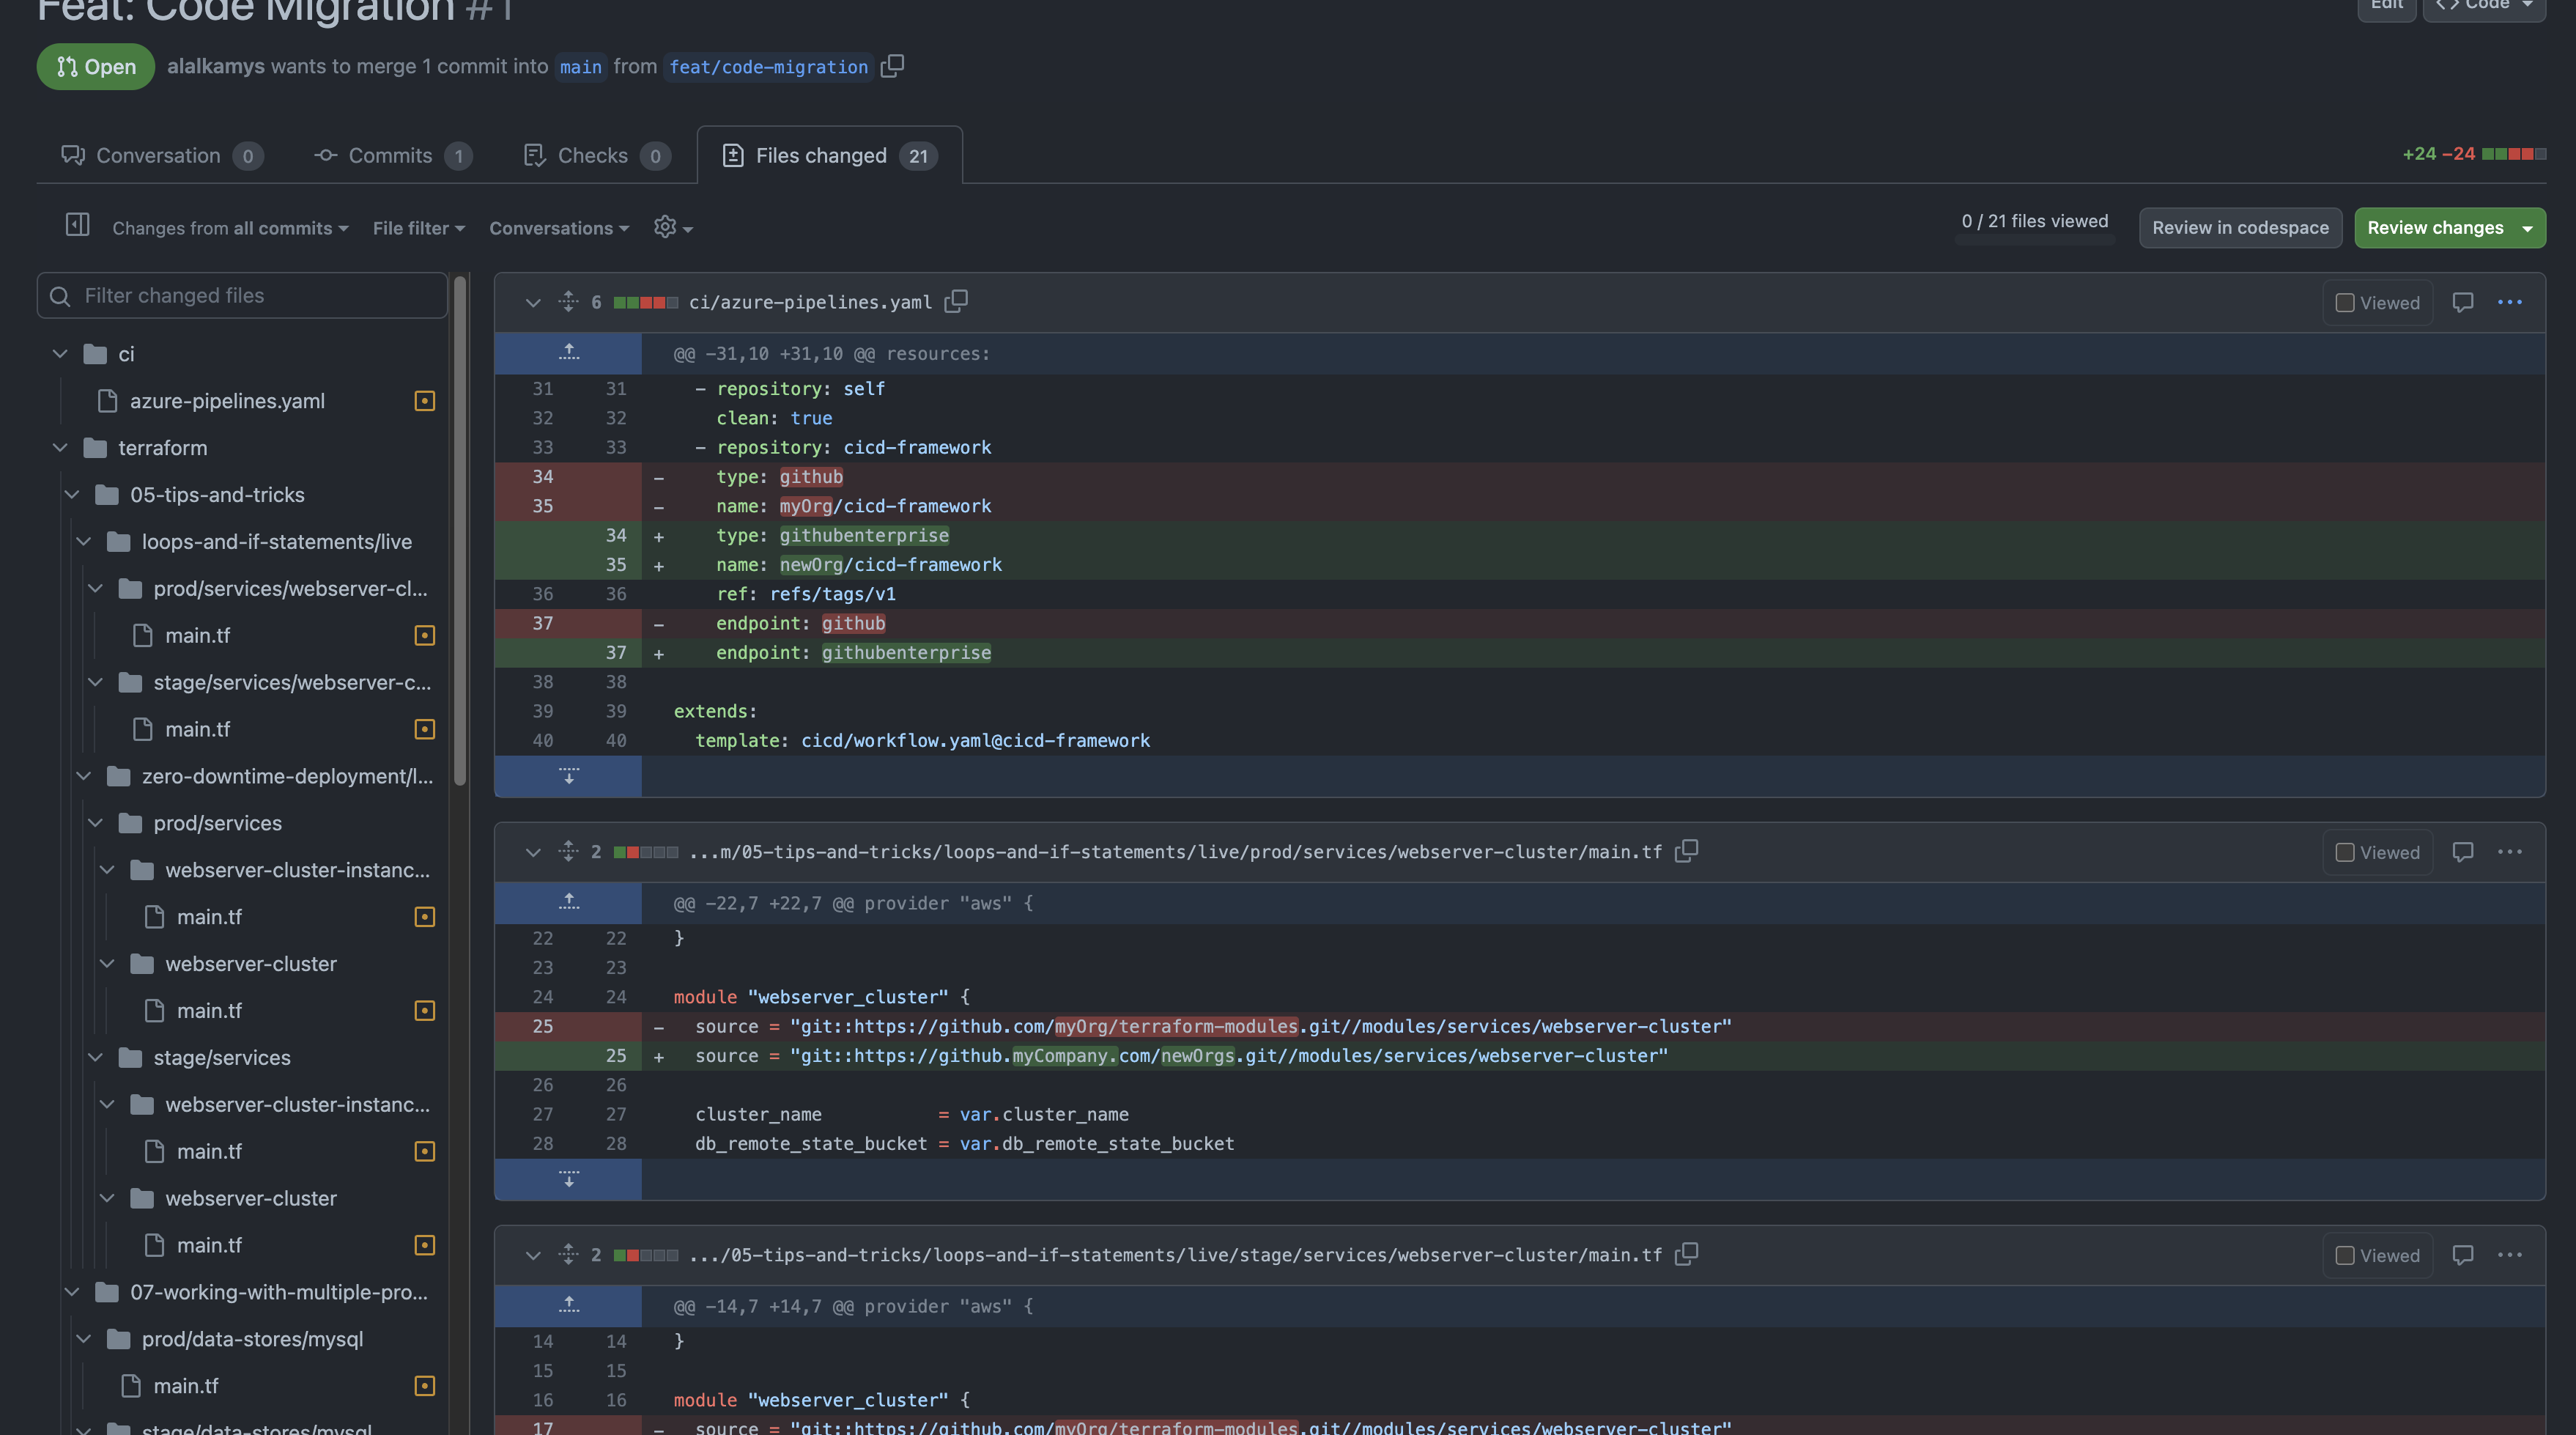 Feat: Code Migration #1
Edit
<> Code
Open
alalkamys wants to merge 1 commit into main from feat/code-migration
Conversation 0
Commits 1
Checks 0
Files changed 21
+24 −24
Changes from all commits
File filter
Conversations
0 / 21 files viewed
Review in codespace
Review changes
Filter changed files
ci
azure-pipelines.yaml
terraform
05-tips-and-tricks
loops-and-if-statements/live
prod/services/webserver-cl...
main.tf
stage/services/webserver-c...
main.tf
zero-downtime-deployment/l...
prod/services
webserver-cluster-instanc...
main.tf
webserver-cluster
main.tf
stage/services
webserver-cluster-instanc...
main.tf
webserver-cluster
main.tf
07-working-with-multiple-pro...
prod/data-stores/mysql
main.tf
stage/data-stores/mysql
6 ci/azure-pipelines.yaml
Viewed
@@ -31,10 +31,10 @@ resources:
31 31 - repository: self
32 32 clean: true
33 33 - repository: cicd-framework
34 - type: github
35 - name: myOrg/cicd-framework
34 + type: githubenterprise
35 + name: newOrg/cicd-framework
36 36 ref: refs/tags/v1
37 - endpoint: github
37 + endpoint: githubenterprise
38 38
39 39 extends:
40 40 template: cicd/workflow.yaml@cicd-framework
2 ...m/05-tips-and-tricks/loops-and-if-statements/live/prod/services/webserver-cluster/main.tf
Viewed
@@ -22,7 +22,7 @@ provider "aws" {
22 22 }
23 23
24 24 module "webserver_cluster" {
25 - source = "git::https://github.com/myOrg/terraform-modules.git//modules/services/webserver-cluster"
25 + source = "git::https://github.myCompany.com/newOrgs.git//modules/services/webserver-cluster"
26 26
27 27 cluster_name = var.cluster_name
28 28 db_remote_state_bucket = var.db_remote_state_bucket
2 .../05-tips-and-tricks/loops-and-if-statements/live/stage/services/webserver-cluster/main.tf
Viewed
@@ -14,7 +14,7 @@ provider "aws" {
14 14 }
15 15
16 16 module "webserver_cluster" {
17 - source = "git::https://github.com/myOrg/terraform-modules.git//modules/services/webserver-cluster"